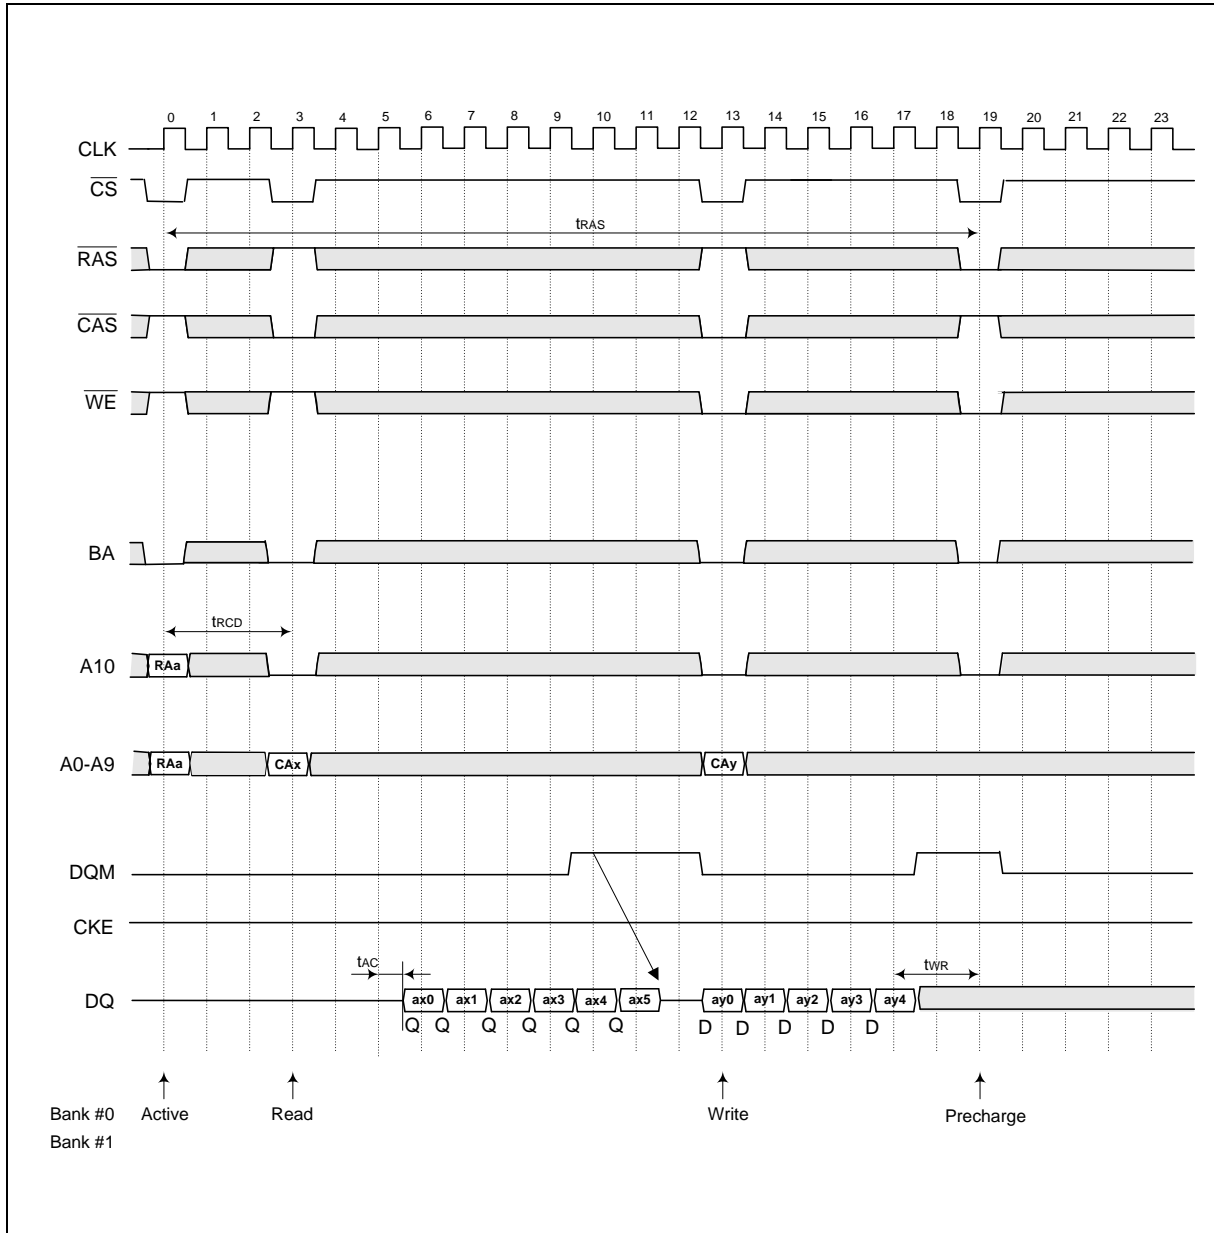 0 1 2 3 4 5 6 7 8 9 10 11 12 13 14 15 16 17 18 19 20 21 22 23
CLK
CS
tRAS
RAS
CAS
WE
BA
tRCD
A10 RAa
A0-A9 RAa CAx CAy
DQM
CKE
tAC tWR
DQ ax0 ax1 ax2 ax3 ax4 ax5 ay0 ay1 ay2 ay3 ay4
Q Q Q Q Q Q D D D D D
Bank #0 Active Read Write Precharge
Bank #1